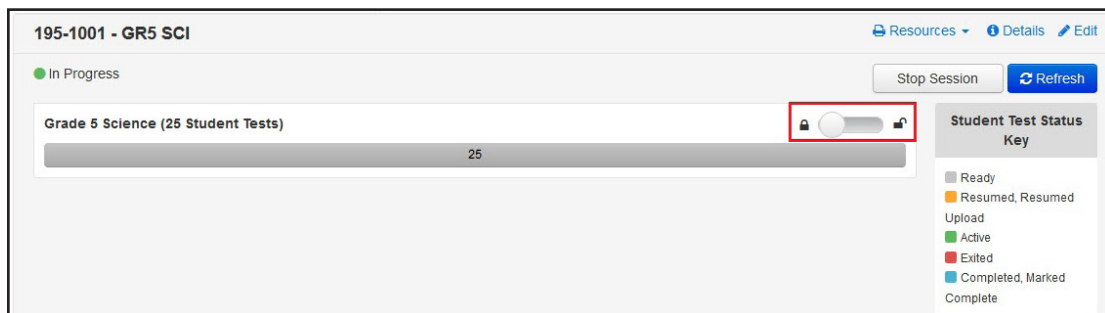 195-1001 - GR5 SCI
Resources
Details
Edit
In Progress
Stop Session
Refresh
Grade 5 Science (25 Student Tests)
25
Student Test Status
Key
Ready
Resumed, Resumed
Upload
Active
Exited
Completed, Marked
Complete